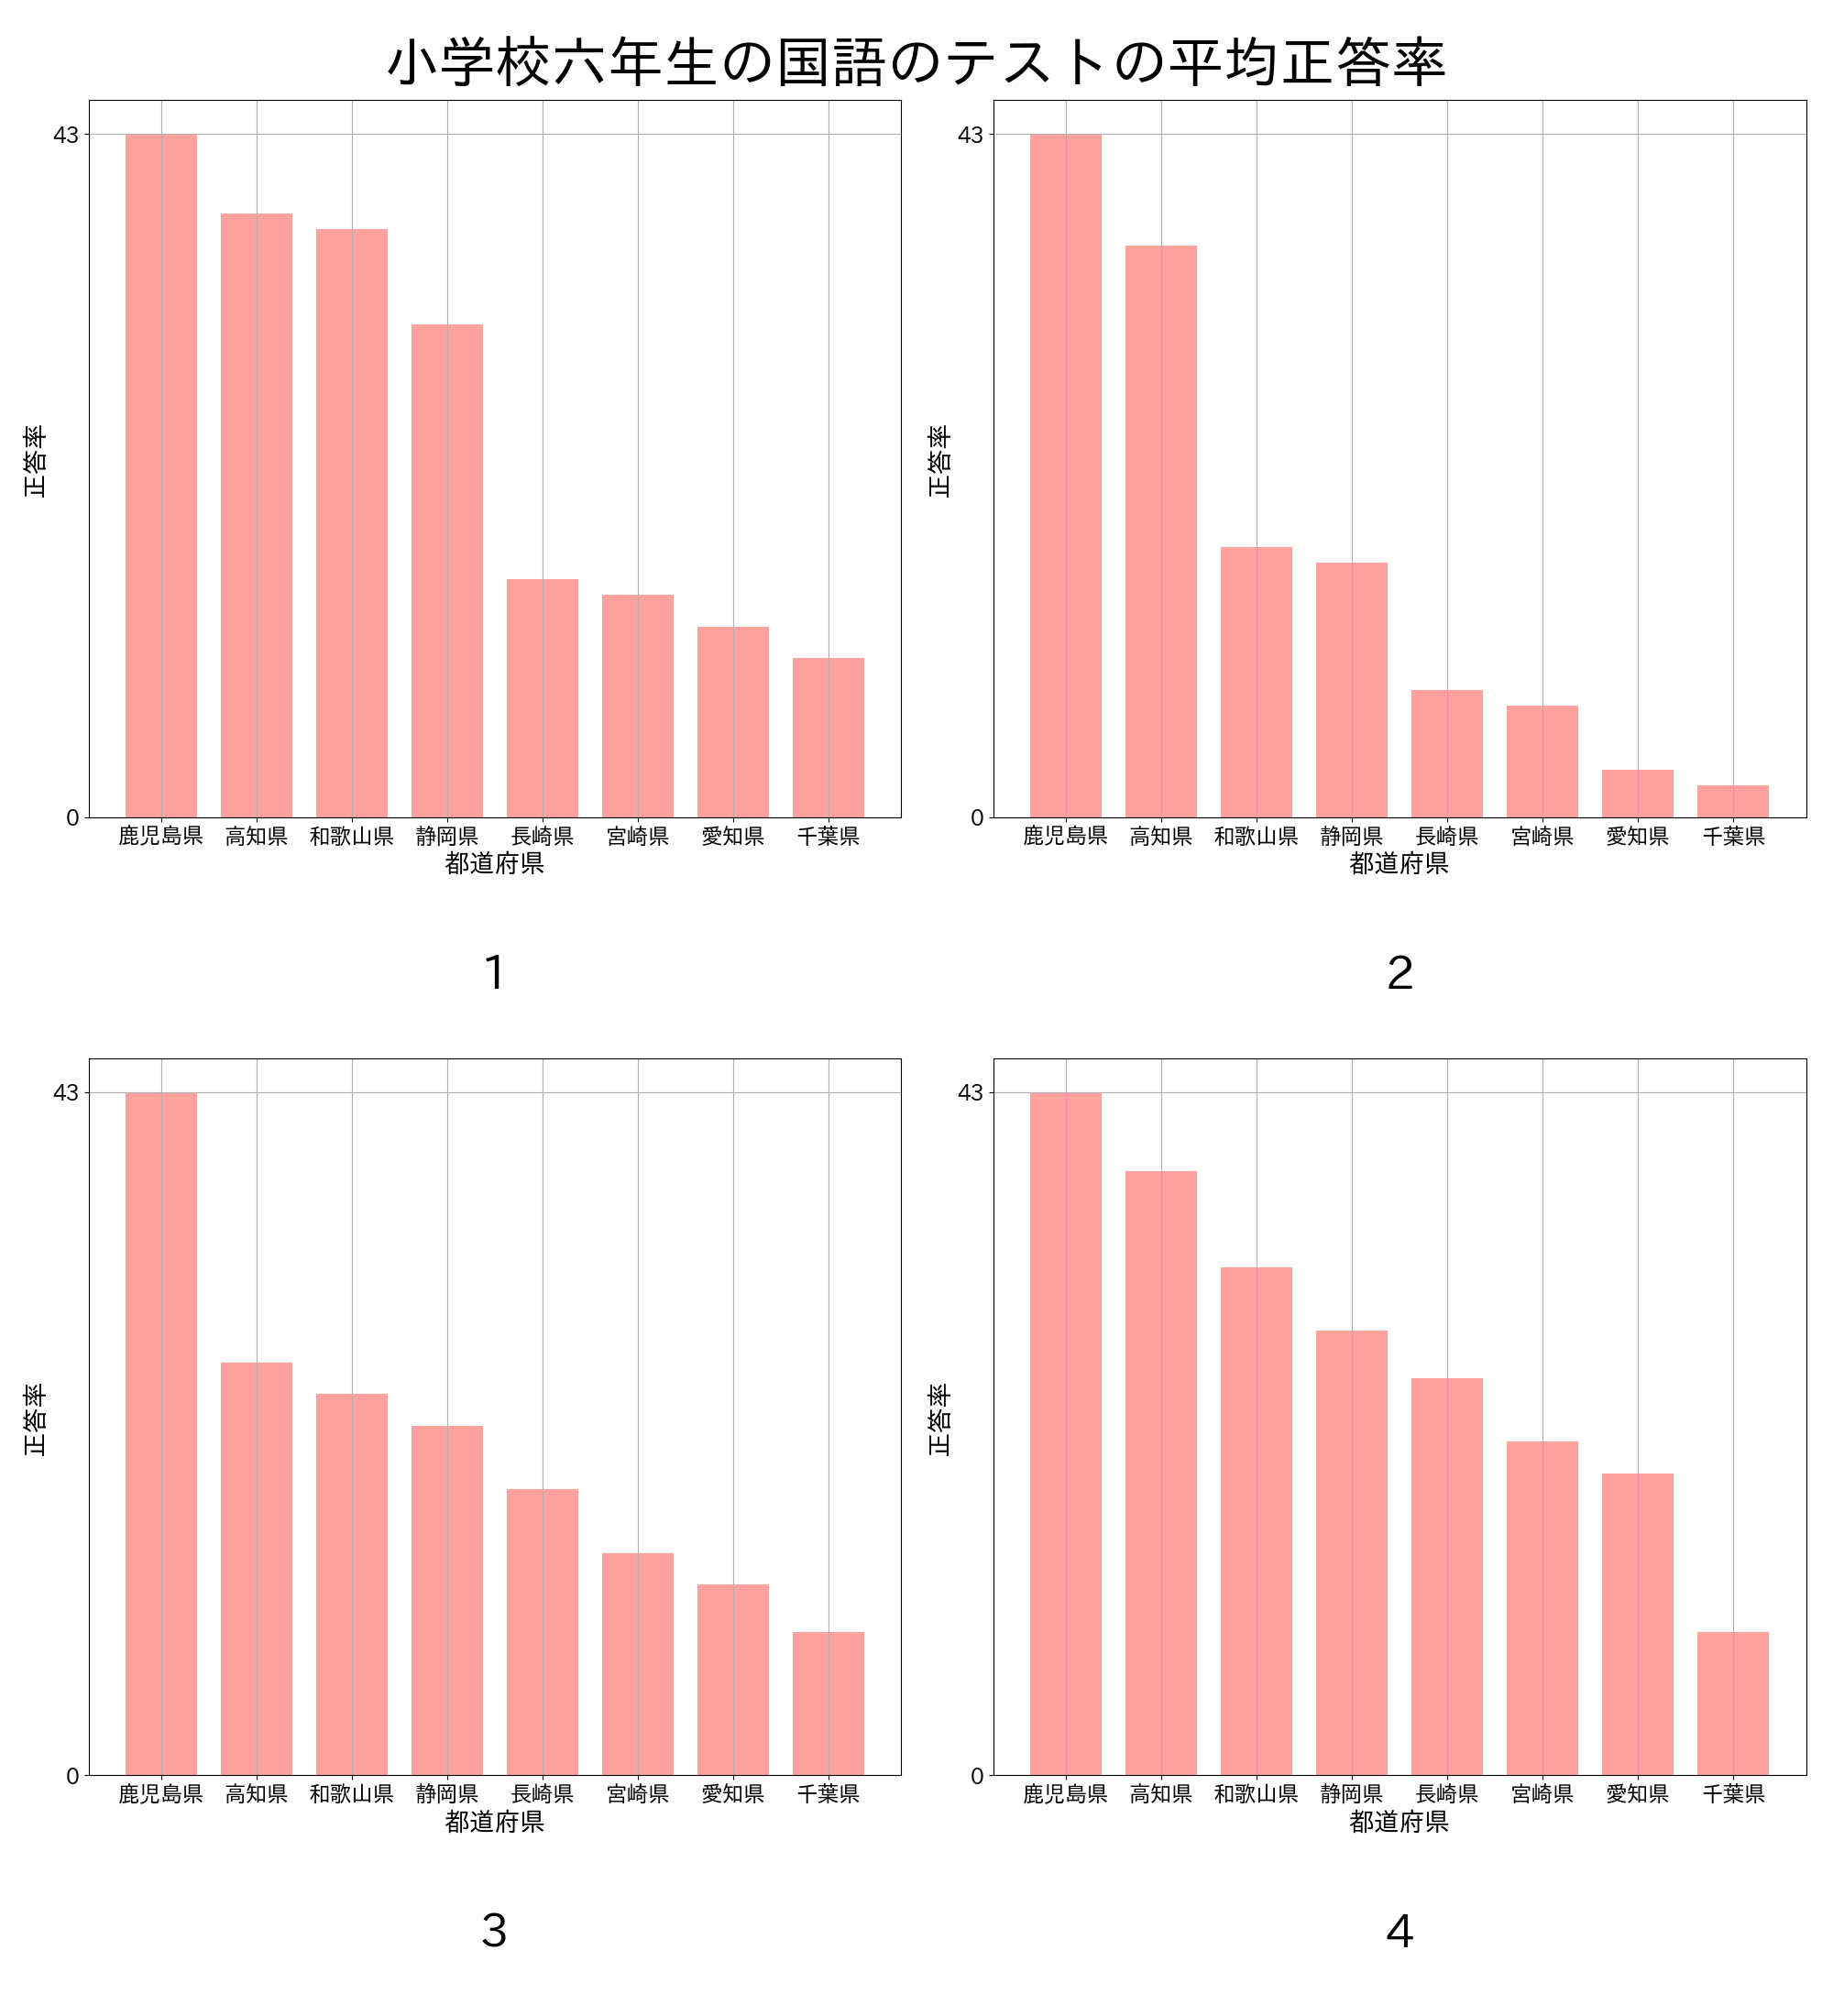 小学校六年生の国語のテストの平均正答率
43
0
正答率
鹿児島県 高知県 和歌山県 静岡県 長崎県 宮崎県 愛知県 千葉県
都道府県
1
43
0
正答率
鹿児島県 高知県 和歌山県 静岡県 長崎県 宮崎県 愛知県 千葉県
都道府県
2
43
0
正答率
鹿児島県 高知県 和歌山県 静岡県 長崎県 宮崎県 愛知県 千葉県
都道府県
3
43
0
正答率
鹿児島県 高知県 和歌山県 静岡県 長崎県 宮崎県 愛知県 千葉県
都道府県
4